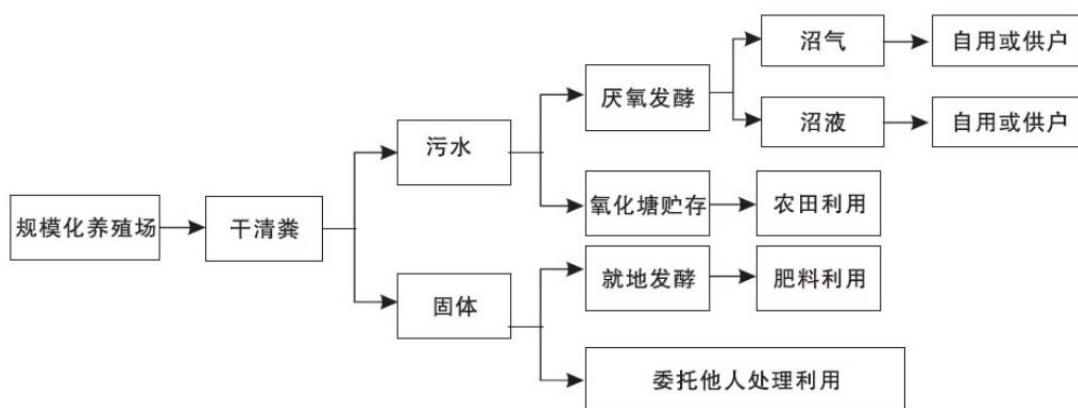 沼气
自用或供户
厌氧发酵
沼液
自用或供户
污水
规模化养殖场
干清粪
氧化塘贮存
农田利用
固体
就地发酵
肥料利用
委托他人处理利用